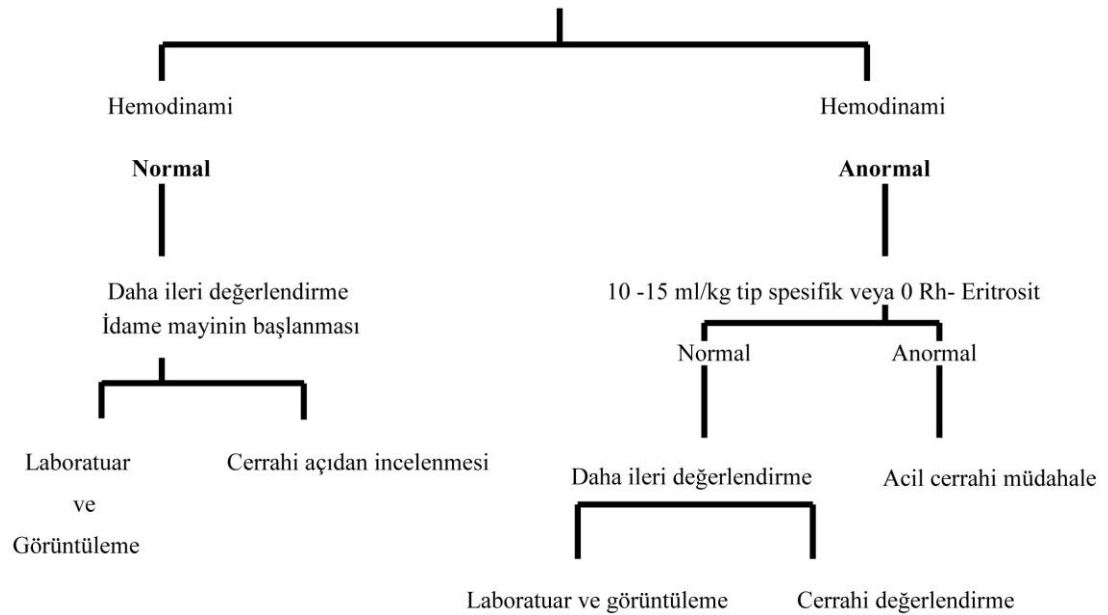 Hemodinami
Hemodinami
Normal
Anormal
Daha ileri değerlendirme
İdame mayinin başlanması
10 -15 ml/kg tip spesifik veya 0 Rh- Eritrosit
Normal
Anormal
Laboratuar
ve
Görüntüleme
Cerrahi açıdan incelenmesi
Daha ileri değerlendirme
Acil cerrahi müdahale
Laboratuar ve görüntüleme
Cerrahi değerlendirme